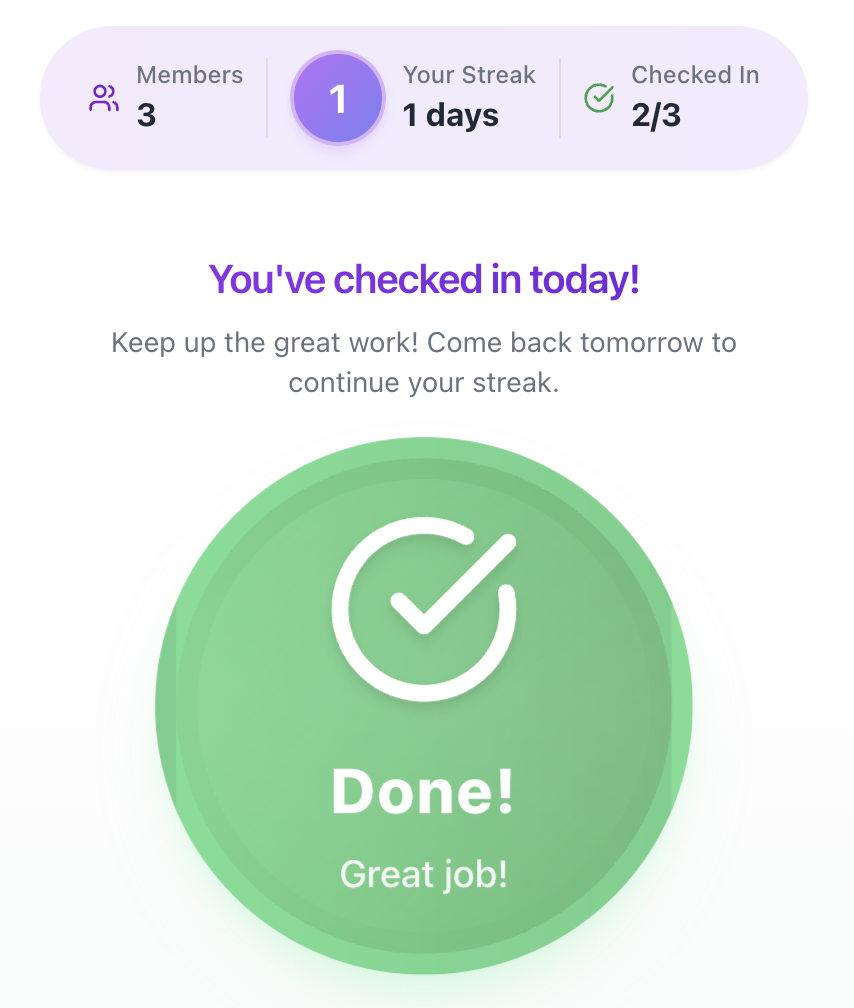 Members
3
1
Your Streak
1 days
Checked In
2/3
You've checked in today!
Keep up the great work! Come back tomorrow to
continue your streak.
Done!
Great job!